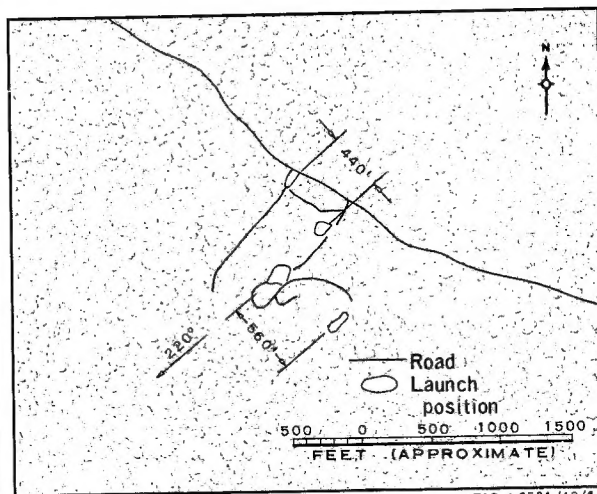 N
440'
220°
560'
Road
Launch
position
500 0 500 1000 1500
FEET (APPROXIMATE)